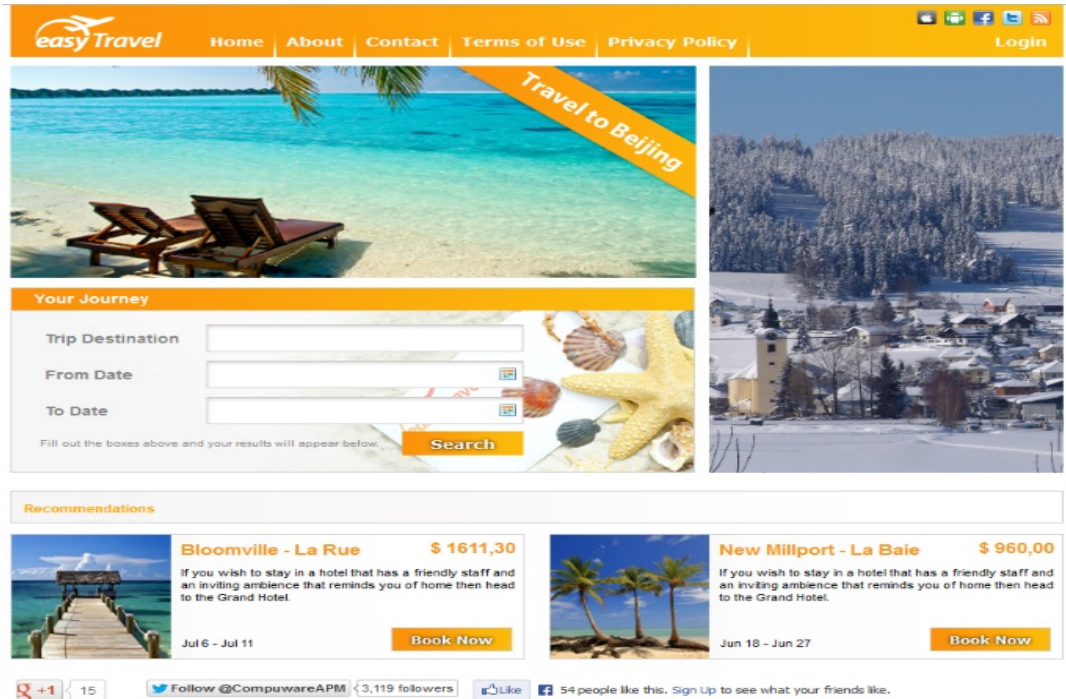 easyTravel
Home About Contact Terms of Use Privacy Policy
Login
Travel to Beijing
Your Journey
Trip Destination
From Date
To Date
Fill out the boxes above and your results will appear below.
Search
Recommendations
Bloomville - La Rue $ 1611,30
If you wish to stay in a hotel that has a friendly staff and
an inviting ambience that reminds you of home then head
to the Grand Hotel.
Jul 6 - Jul 11
Book Now
New Millport - La Baie $ 960,00
If you wish to stay in a hotel that has a friendly staff and
an inviting ambience that reminds you of home then head
to the Grand Hotel.
Jun 18 - Jun 27
Book Now
+1 15 Follow @CompuwareAPM 3,119 followers Like 54 people like this. Sign Up to see what your friends like.